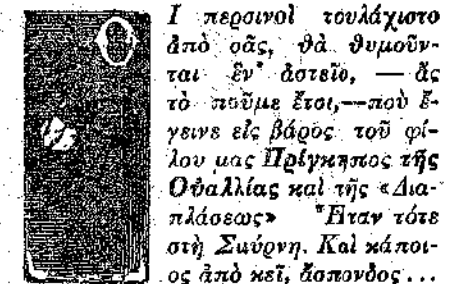 ΟΙ περσινοὶ τουλάχιστο
ἀπὸ σᾶς, θὰ θυμοῦν-
ται ἕν’ ἀστεῖο, — ἂς
τὸ ποῦμε ἔτσι,—ποὺ ἔ-
γεινε εἰς βάρος τοῦ φί-
λου μας Πρίγκηπος τῆς
Οὐαλλίας καὶ τῆς «Δια-
πλάσεως» Ἦταν τότε
στὴ Σμύρνη. Καὶ κάποι-
ος ἀπὸ κεῖ, ἄσπονδος...